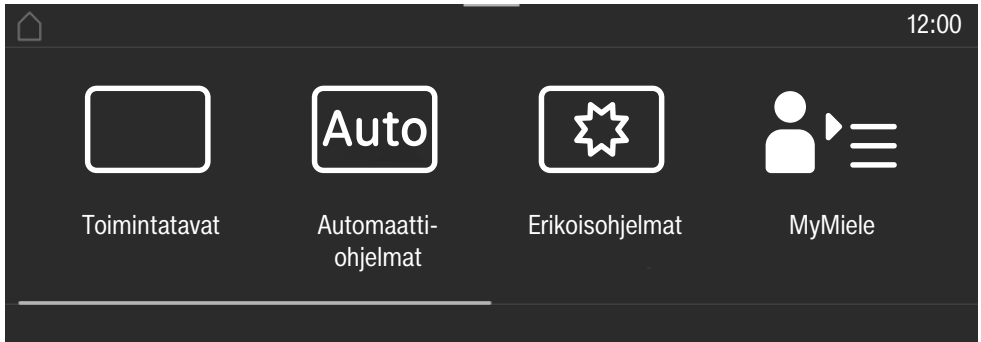 12:00
Auto
Toimintatavat
Automaatti-
ohjelmat
Erikoisohjelmat
MyMiele